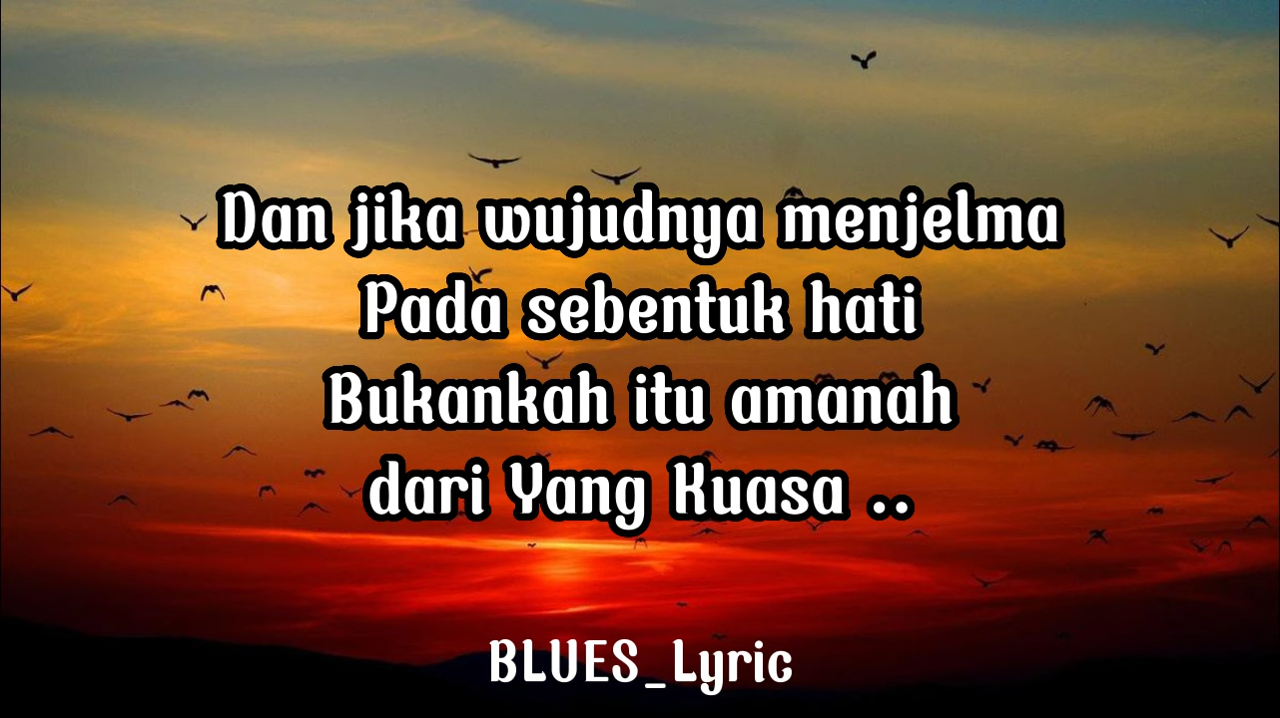 Dan jika wujudnya menjelma
Pada sebentuk hati
Bukankah itu amanah
dari Yang Kuasa ..
BLUES_Lyric